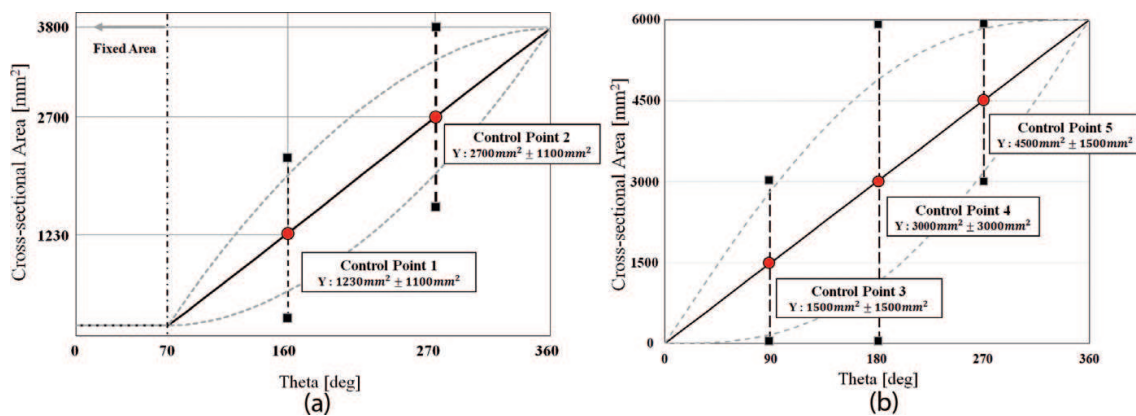 3800
Fixed Area
2700
1230
Cross-sectional Area [mm²]
Control Point 2
Y : 2700mm² ± 1100mm²
Control Point 1
Y : 1230mm² ± 1100mm²
0 70 160 270 360
Theta [deg]
(a)
6000
4500
3000
1500
0
Cross-sectional Area [mm²]
Control Point 5
Y : 4500mm² ± 1500mm²
Control Point 4
Y : 3000mm² ± 3000mm²
Control Point 3
Y : 1500mm² ± 1500mm²
0 90 180 270 360
Theta [deg]
(b)